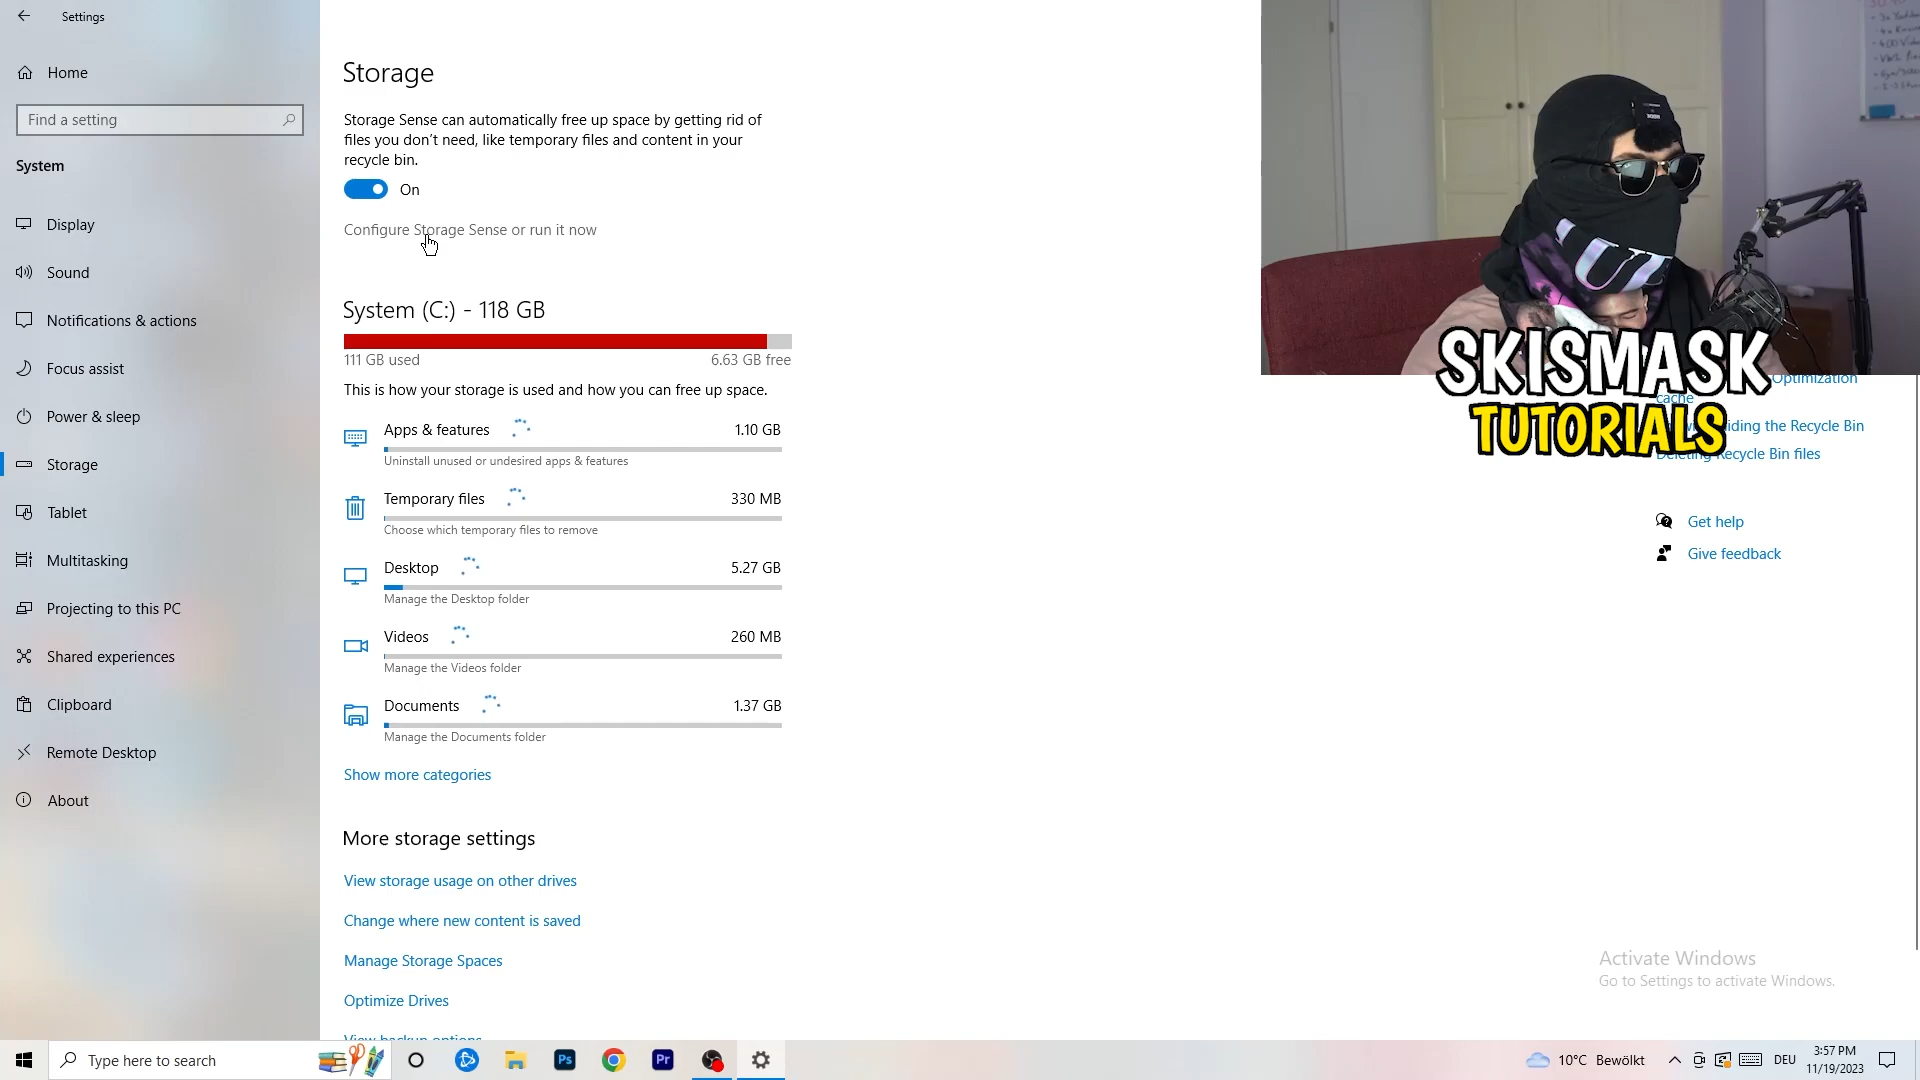 Settings
Home
Find a setting
System
Display
Sound
Notifications & actions
Focus assist
Power & sleep
Storage
Tablet
Multitasking
Projecting to this PC
Shared experiences
Clipboard
Remote Desktop
About
Storage
Storage Sense can automatically free up space by getting rid of
files you don't need, like temporary files and content in your
recycle bin.
On
Configure Storage Sense or run it now
System (C:) - 118 GB
111 GB used
6.63 GB free
This is how your storage is used and how you can free up space.
Apps & features
1.10 GB
Uninstall unused or undesired apps & features
Temporary files
330 MB
Choose which temporary files to remove
Desktop
5.27 GB
Manage the Desktop folder
Videos
260 MB
Manage the Videos folder
Documents
1.37 GB
Manage the Documents folder
Show more categories
More storage settings
View storage usage on other drives
Change where new content is saved
Manage Storage Spaces
Optimize Drives
View backup options
SKISMASK
TUTORIALS
Optimization
cache
the Recycle Bin
Recycle Bin files
Get help
Give feedback
Activate Windows
Go to Settings to activate Windows.
Type here to search
Ps
Pr
10°C Bewölkt
DEU
3:57 PM
11/19/2023